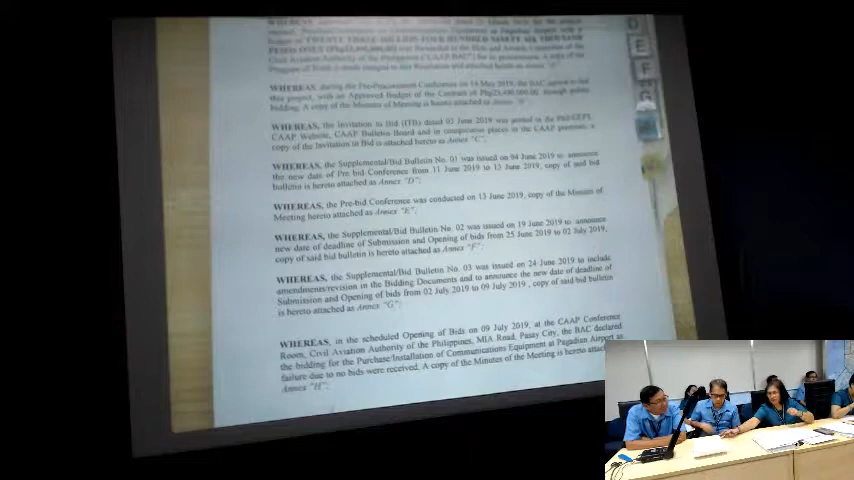 TWENTY THREE MILLION FOUR HUNDRED NINETY SIX THOUSAND
WHEREAS, during the Pre-Procurement Conference on 14 May 2019, the BAC agreed to bid
this project, with an Approved Budget of the Contract of through public
bidding. A copy of the Minutes of Meeting is hereto attached as Annex
WHEREAS, the Invitation to Bid (ITB) dated 03 June 2019 was posted in the Phil-GEPS,
CAAP Website, CAAP Bulletin Board and in conspicuous places in the CAAP premises, a
copy of the Invitation to Bid is attached hereto as Annex "C";
WHEREAS, the Supplemental/Bid Bulletin No. 01 was issued on 04 June 2019 to: announce
the new date of Pre bid Conference from 11 June 2019 to 13 June 2019, copy of said bid
bulletin is hereto attached as Annex "D";
WHEREAS, the Pre-bid Conference was conducted on 13 June 2019, copy of the Minutes of
Meeting hereto attached as Annex "E";
WHEREAS, the Supplemental/Bid Bulletin No. 02 was issued on 19 June 2019 to: announce
new date of deadline of Submission and Opening of bids from 25 June 2019 to 02 July 2019,
copy of said bid bulletin is hereto attached as Annex "F";
WHEREAS, the Supplemental/Bid Bulletin No. 03 was issued on 24 June 2019 to include
amendments/revision in the Bidding Documents and to announce the new date of deadline of
Submission and Opening of bids from 02 July 2019 to 09 July 2019 , copy of said bid bulletin
is hereto attached as Annex "G";
WHEREAS, in the scheduled Opening of Bids on 09 July 2019, at the CAAP Conference
Room, Civil Aviation Authority of the Philippines, MIA Road, Pasay City, the BAC declared
the bidding for the Purchase/Installation of Communications Equipment at Pagadian Airport
failure due to no bids were received. A copy of the Minutes of the Meeting is hereto
Annex "H";
D
E
F
G